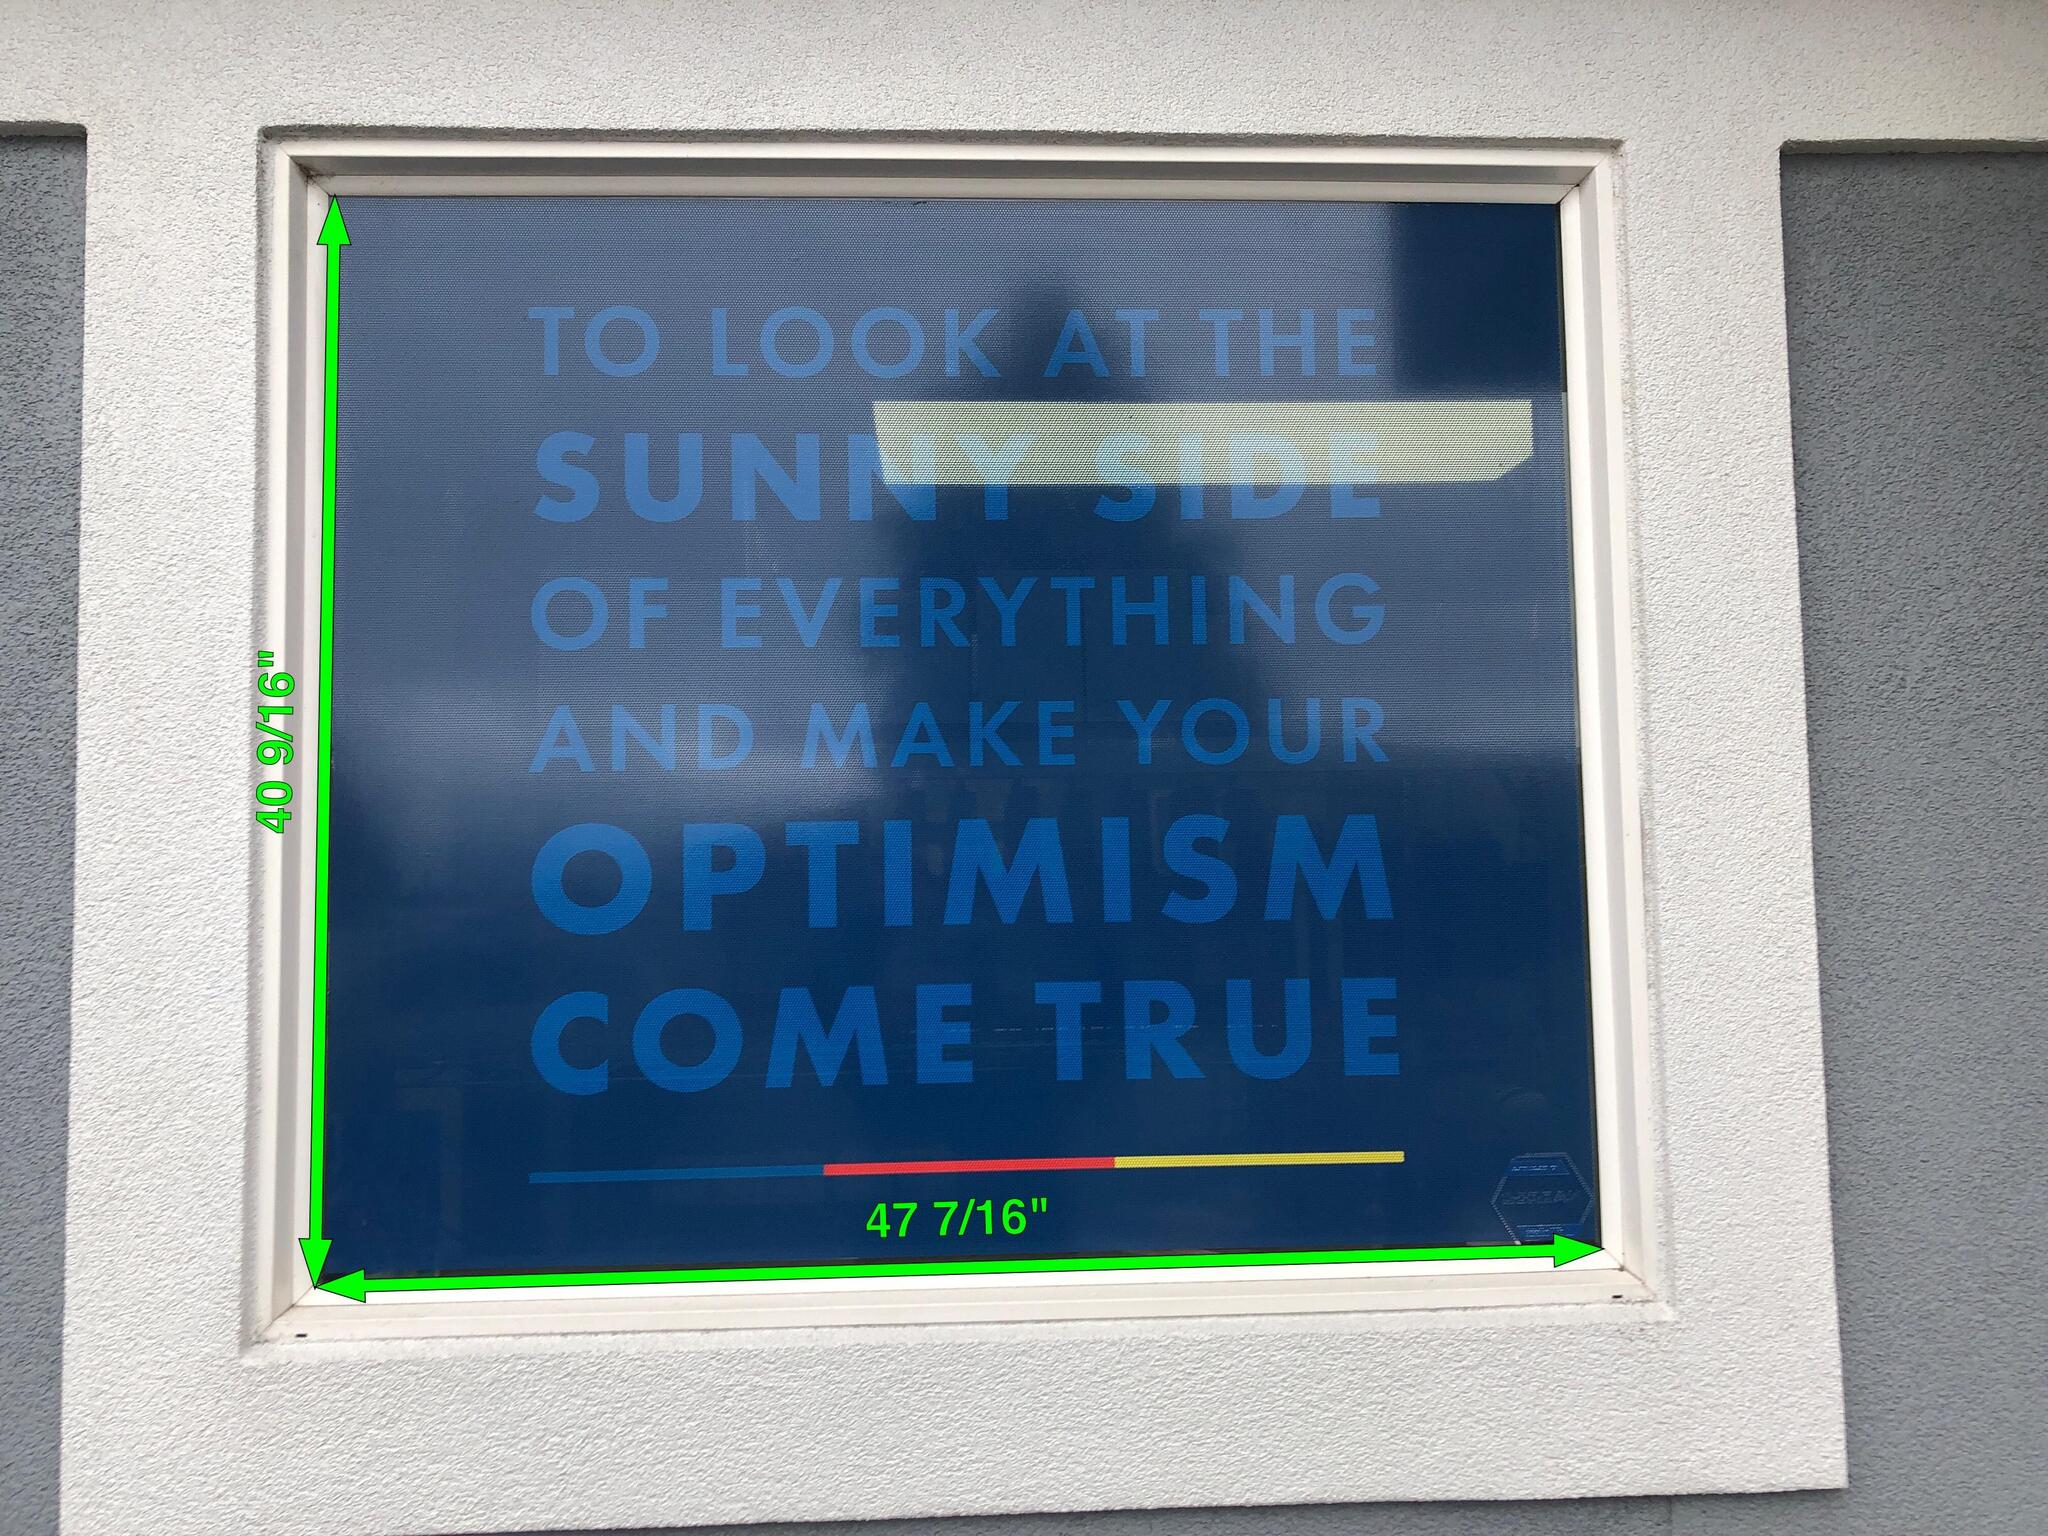 TO LOOK AT THE
SUNNY SIDE
OF EVERYTHING
AND MAKE YOUR
OPTIMISM
COME TRUE
40 9/16"
47 7/16"